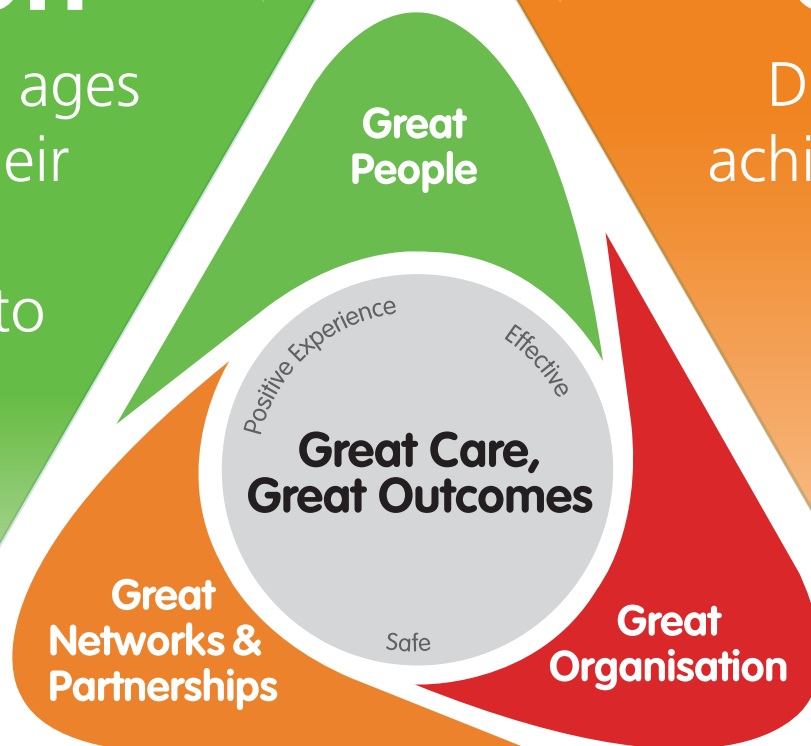 ages
eir
to
D
achi
Great
People
Positive Experience
Effective
Great Care,
Great Outcomes
Safe
Great
Networks &
Partnerships
Great
Organisation